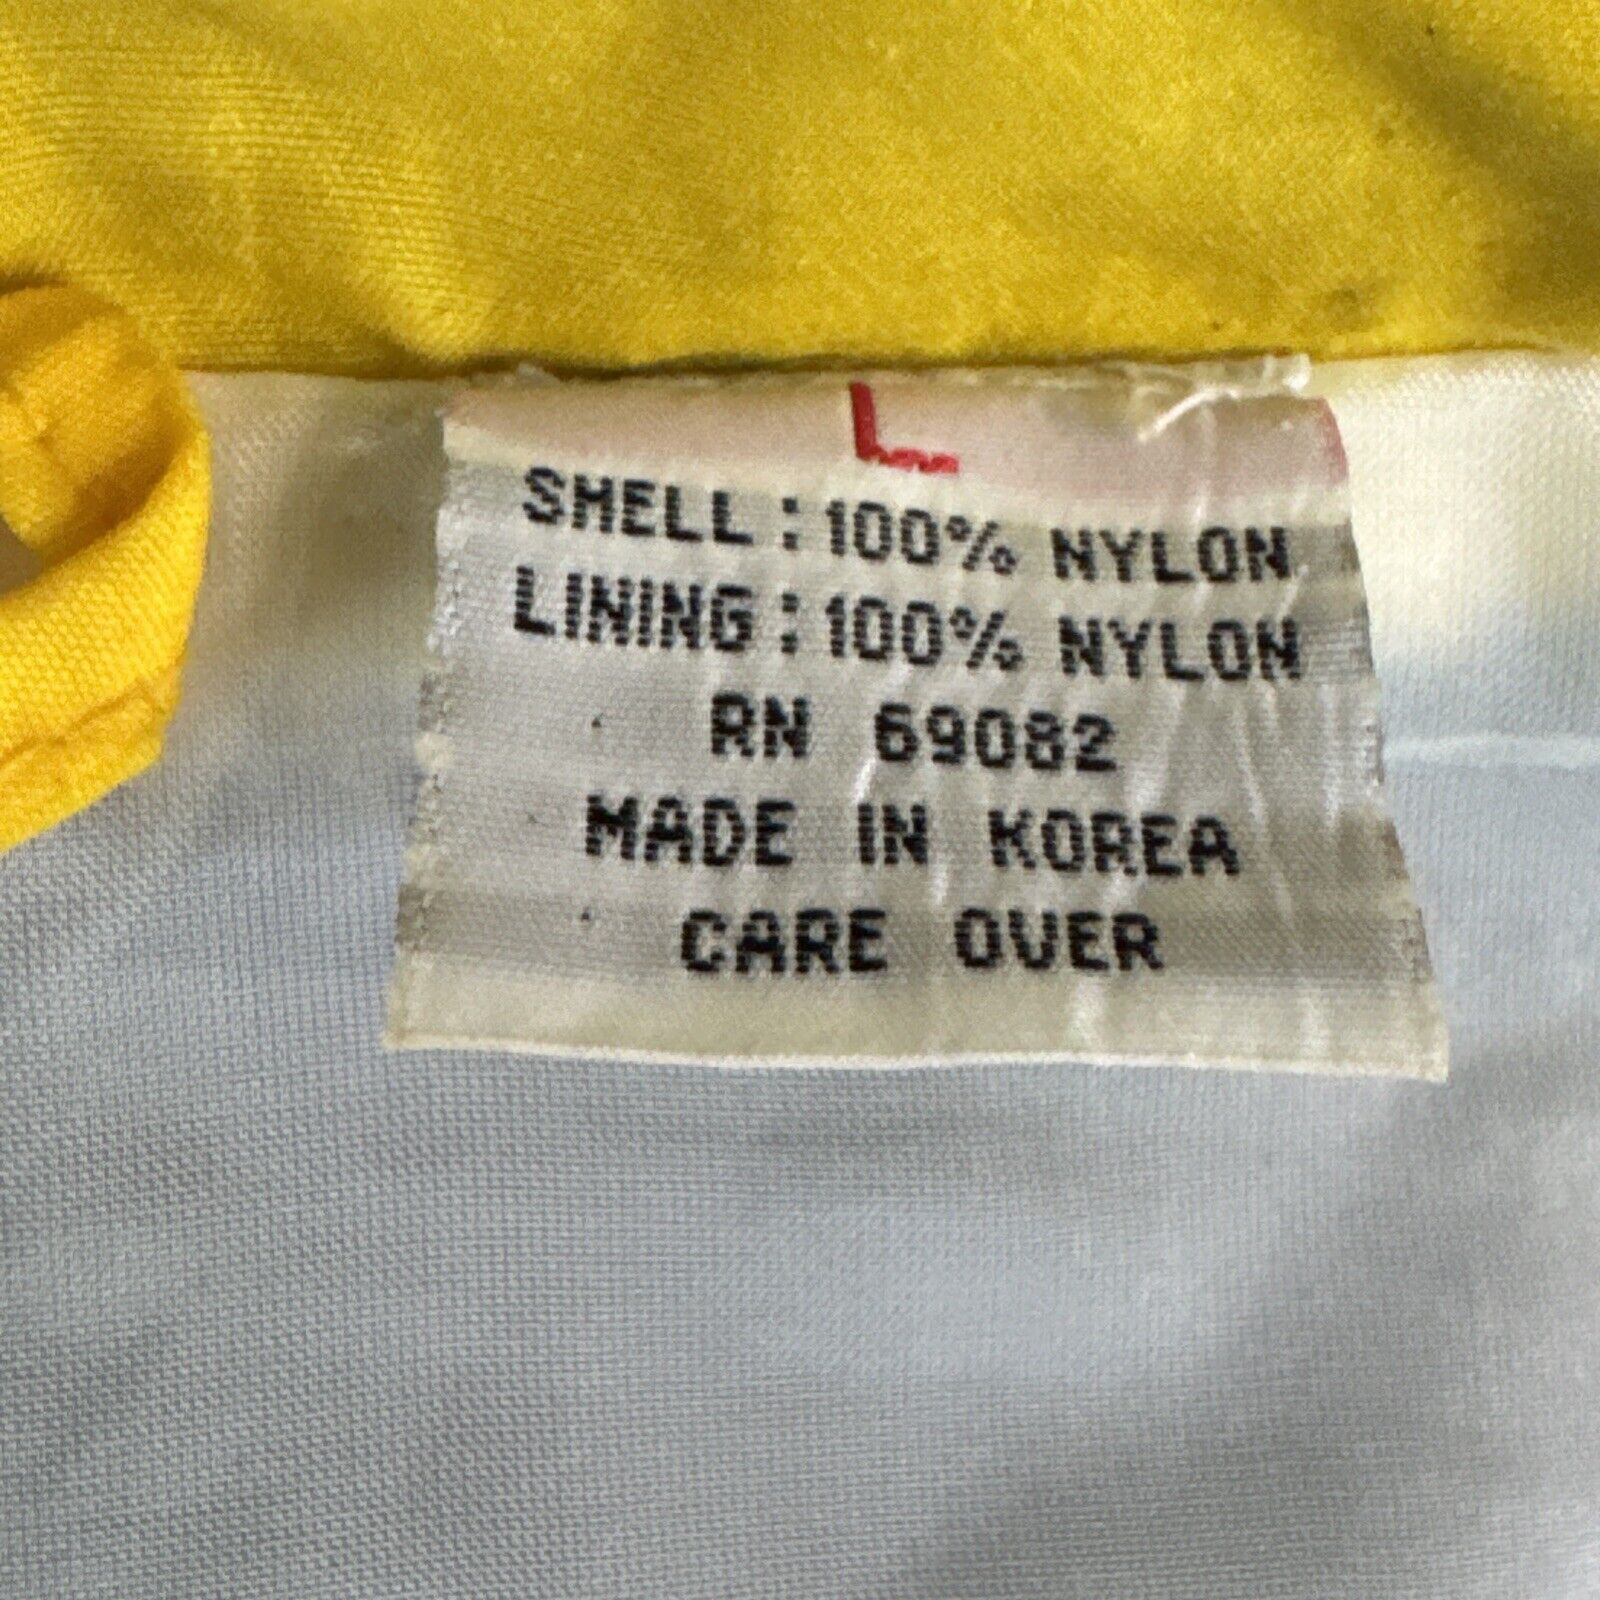 L
SHELL : 100% NYLON
LINING : 100% NYLON
RN 69082
MADE IN KOREA
CARE OVER